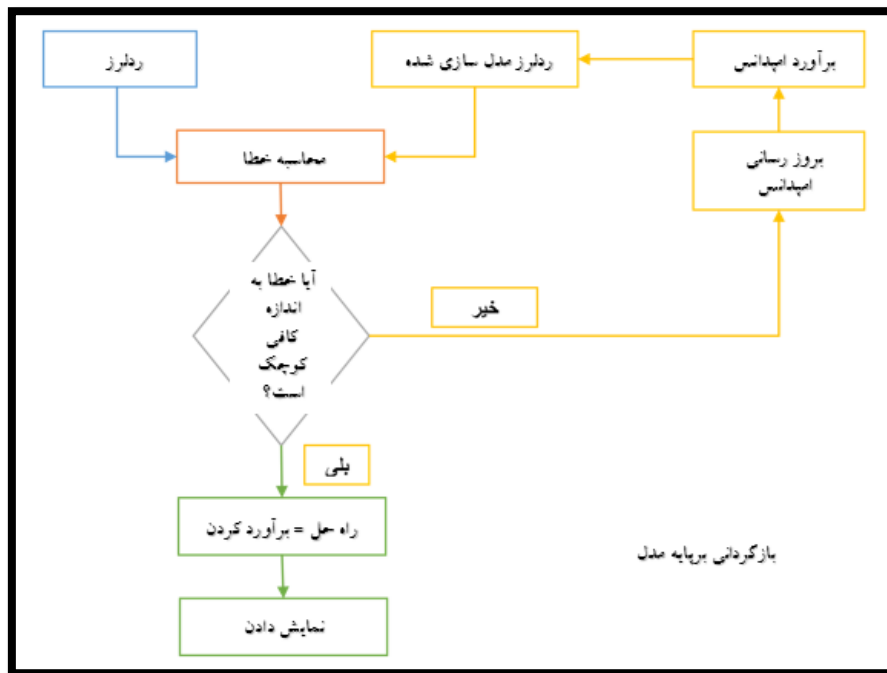 ردلرز
ردلرز مدل سازی شده
برآورد امپدانس
محاسبه خطا
بروز رسانی
امپدانس
آیا خطا به
اندازه
کافی
کوچک
است؟
خیر
بلی
راه حل = برآورد کردن
بازگردانی برپایه مدل
نمایش دادن